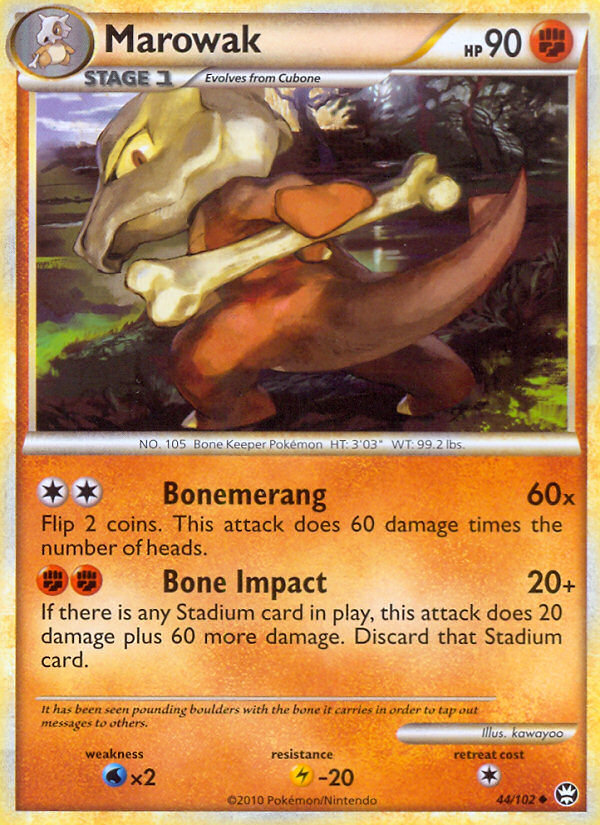 Marowak
HP 90
STAGE 1
Evolves from Cubone
NO. 105 Bone Keeper Pokémon HT: 3'03" WT: 99.2 lbs.
Bonemerang 60x
Flip 2 coins. This attack does 60 damage times the
number of heads.
Bone Impact 20+
If there is any Stadium card in play, this attack does 20
damage plus 60 more damage. Discard that Stadium
card.
It has been seen pounding boulders with the bone it carries in order to tap out
messages to others.
Illus. kawayoo
weakness resistance retreat cost
x2 -20
©2010 Pokémon/Nintendo 44/102